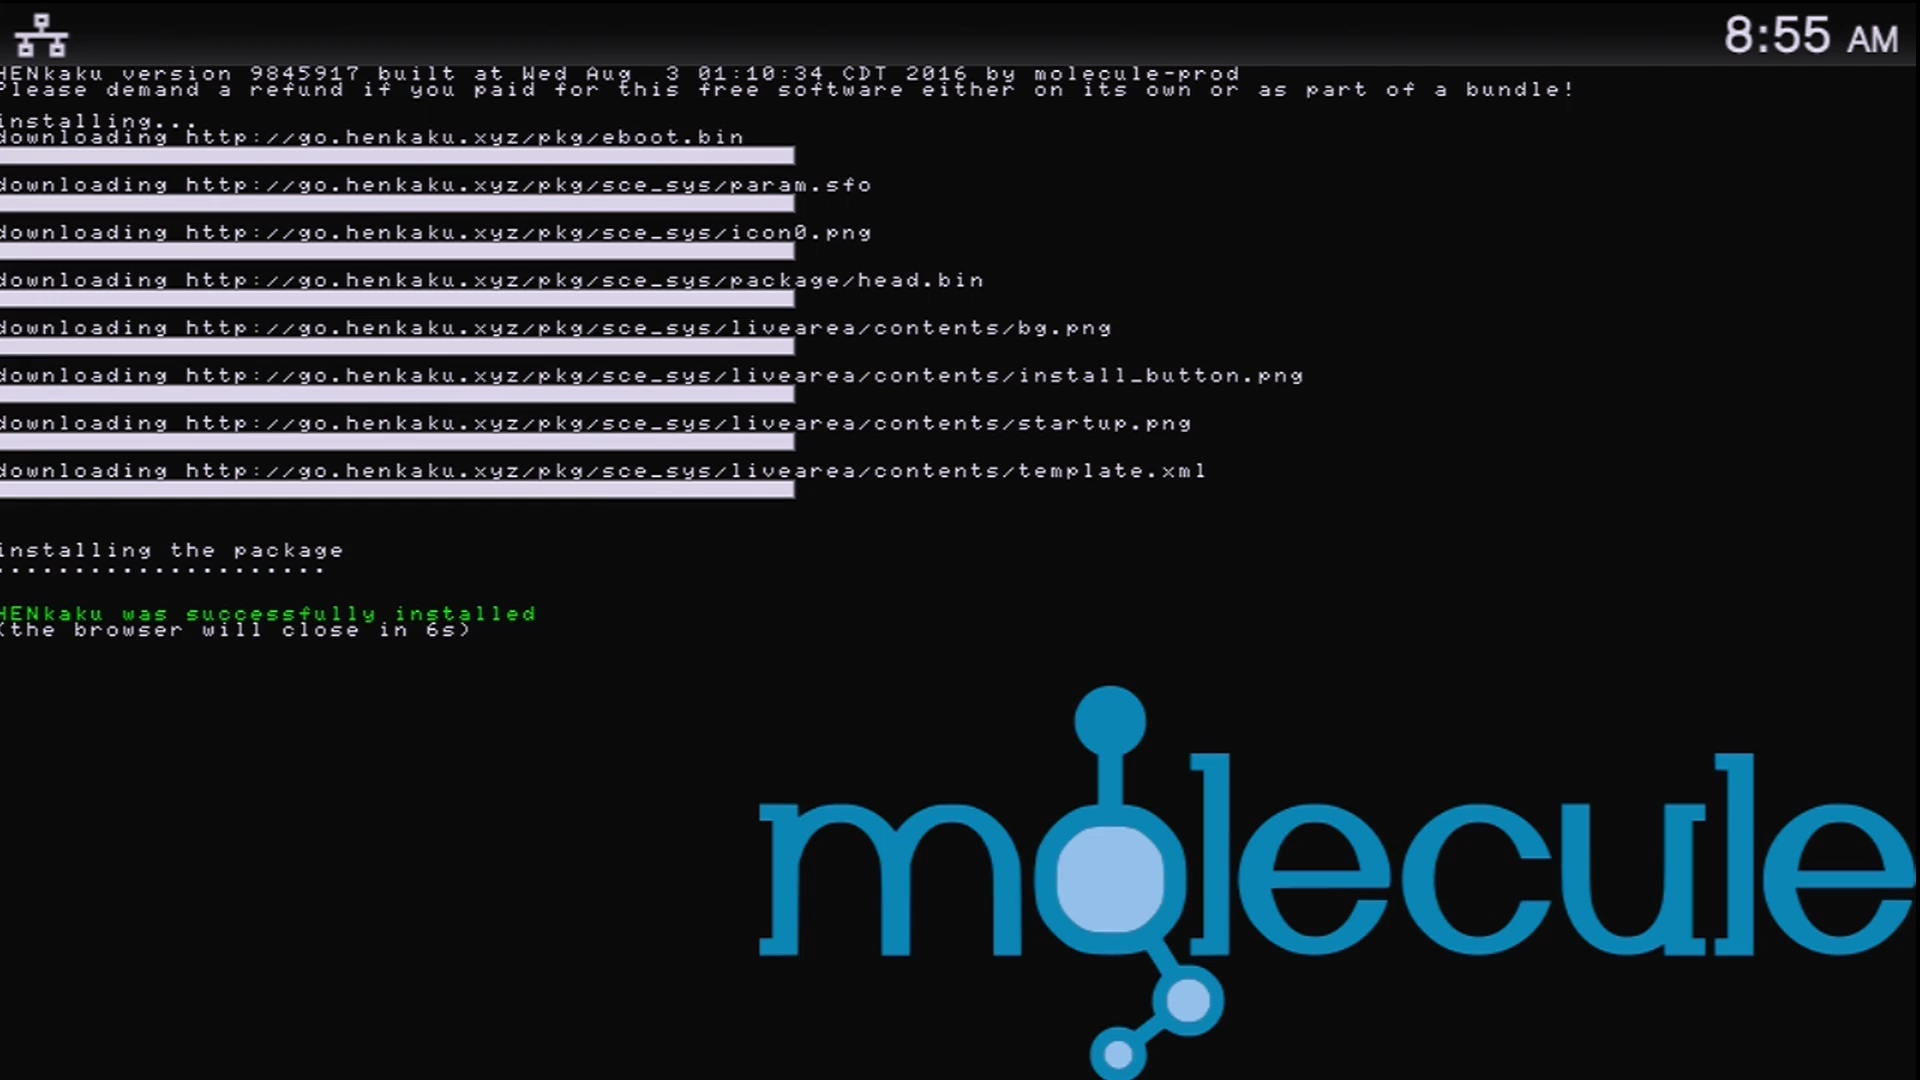 8:55 AM
HENkaku version 9845917 built at Wed Aug  3 01:10:34 CDT 2016 by molecule-prod
Please demand a refund if you paid for this free software either on its own or as part of a bundle!
installing...
downloading http://go.henkaku.xyz/pkg/eboot.bin
downloading http://go.henkaku.xyz/pkg/sce_sys/param.sfo
downloading http://go.henkaku.xyz/pkg/sce_sys/icon0.png
downloading http://go.henkaku.xyz/pkg/sce_sys/package/head.bin
downloading http://go.henkaku.xyz/pkg/sce_sys/livearea/contents/bg.png
downloading http://go.henkaku.xyz/pkg/sce_sys/livearea/contents/install_button.png
downloading http://go.henkaku.xyz/pkg/sce_sys/livearea/contents/startup.png
downloading http://go.henkaku.xyz/pkg/sce_sys/livearea/contents/template.xml
installing the package
.....................
HENkaku was successfully installed
(the browser will close in 6s)
molecule